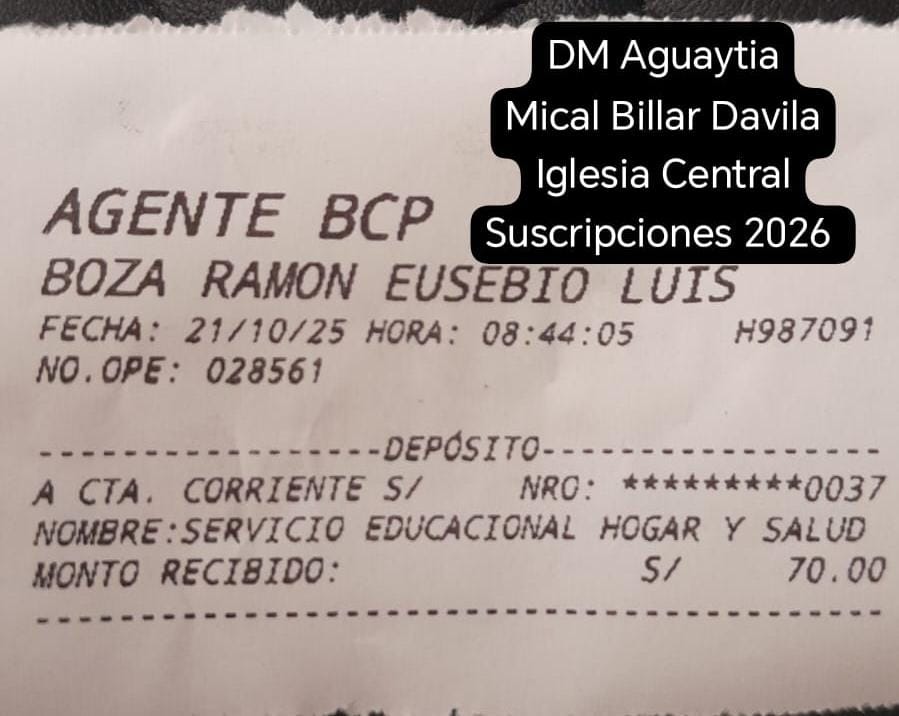 DM Aguaytia
Mical Billar Davila
Iglesia Central
Suscripciones 2026
AGENTE BCP
BOZA RAMON EUSEBIO LUIS
FECHA: 21/10/25 HORA: 08:44:05 H987091
NO.OPE: 028561
-----------------DEPÓSITO-----------------
A CTA. CORRIENTE S/ NRO: *********0037
NOMBRE:SERVICIO EDUCACIONAL HOGAR Y SALUD
MONTO RECIBIDO: S/ 70.00
------------------------------------------